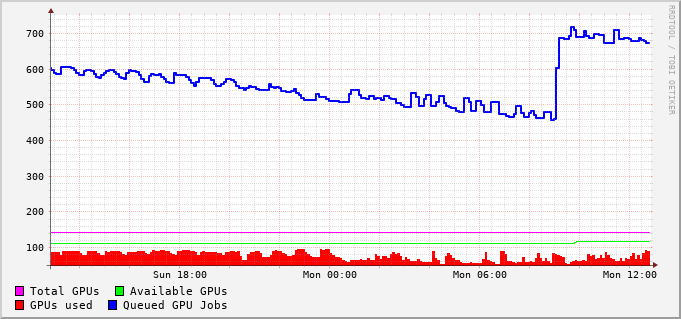 700
600
500
400
300
200
100
Sun 18:00 Mon 00:00 Mon 06:00 Mon 12:00
Total GPUs Available GPUs
GPUs used Queued GPU Jobs
RRDTOOL / TOBI OETIKER